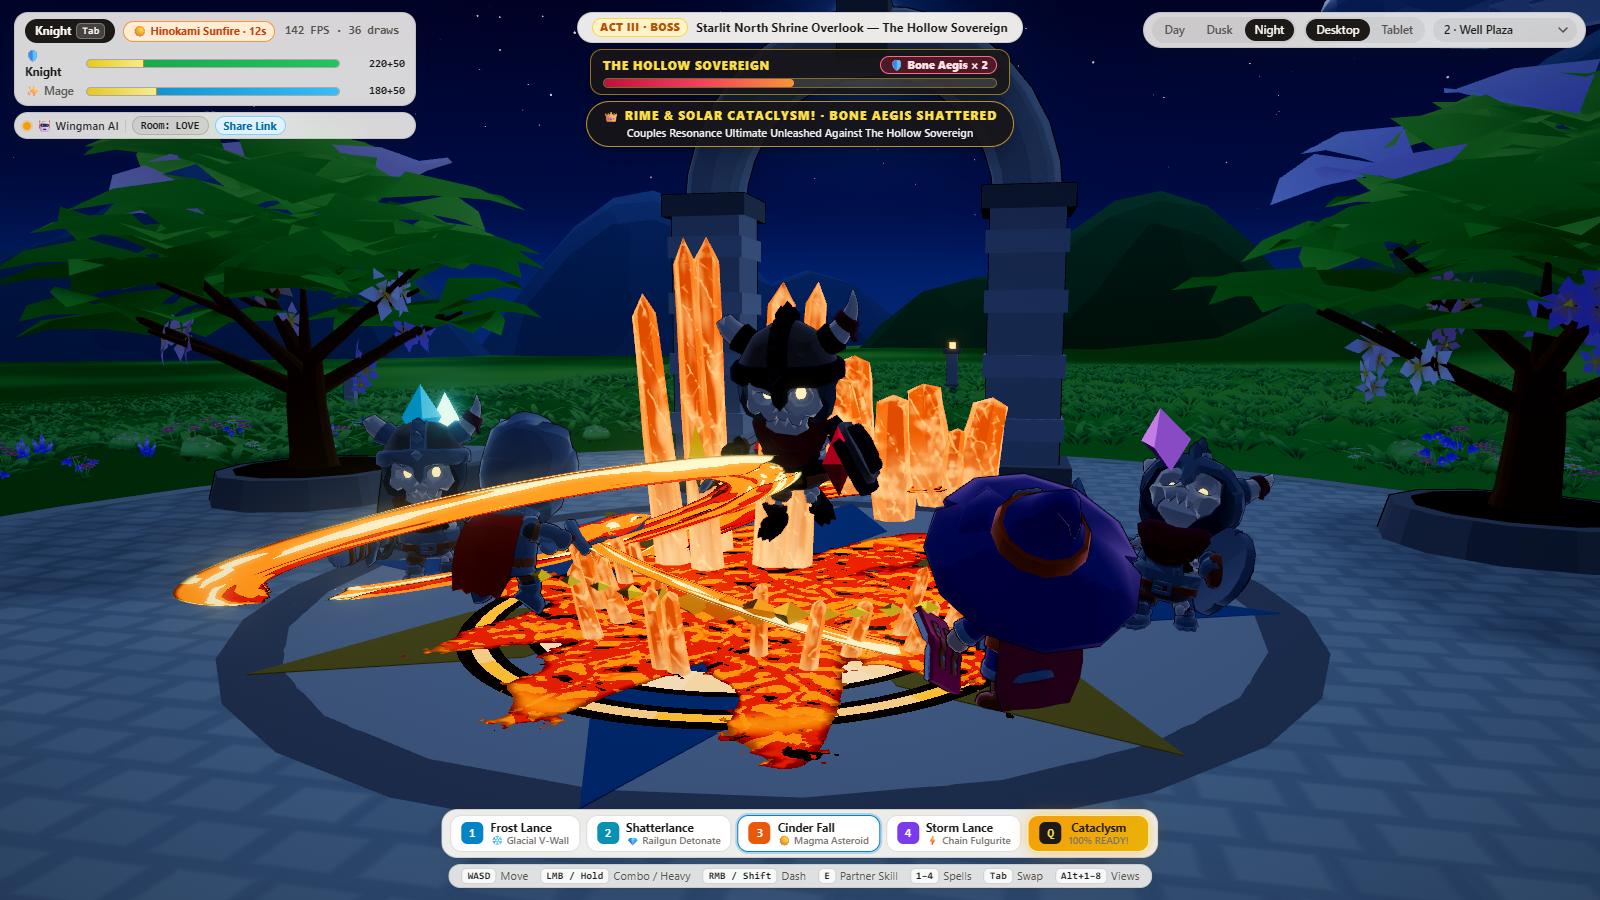 Knight Tab Hinokami Sunfire · 12s 142 FPS · 36 draws
Knight 220+50
Mage 180+50
Wingman AI Room: LOVE Share Link
ACT III · BOSS Starlit North Shrine Overlook — The Hollow Sovereign
THE HOLLOW SOVEREIGN Bone Aegis x 2
RIME & SOLAR CATACLYSM! · BONE AEGIS SHATTERED
Couples Resonance Ultimate Unleashed Against The Hollow Sovereign
Day Dusk Night Desktop Tablet 2 · Well Plaza
1 Frost Lance
Glacial V-Wall
2 Shatterlance
Railgun Detonate
3 Cinder Fall
Magma Asteroid
4 Storm Lance
Chain Fulgurite
Q Cataclysm
100% READY!
WASD Move LMB / Hold Combo / Heavy RMB / Shift Dash E Partner Skill 1–4 Spells Tab Swap Alt+1–8 Views